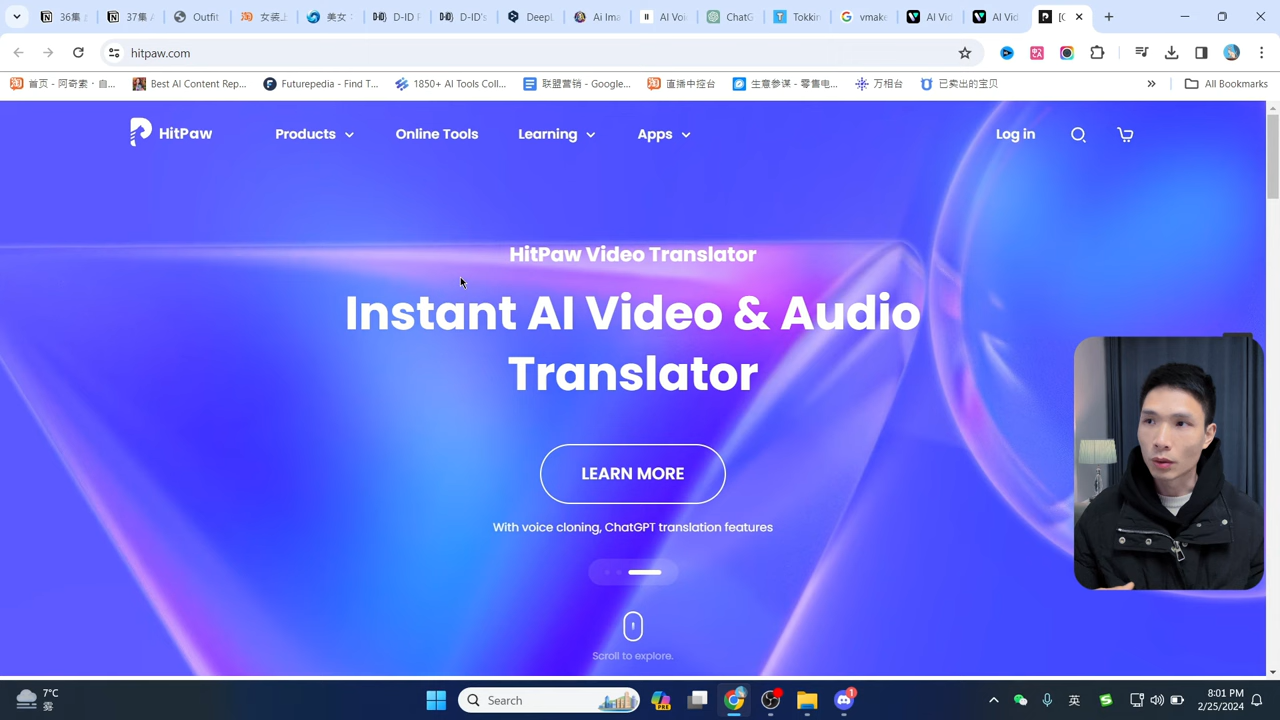 36集
37集
Outfit
女装
美女
D-ID
D-ID's
DeepL
Ai Ima
AI Voi
ChatG
Tokkin
vmake
AI Vid
AI Vid
hitpaw.com
首页 - 阿奇索 · 自...
Best AI Content Rep...
Futurepedia - Find T...
1850+ AI Tools Coll...
联盟营销 - Google...
直播中控台
生意参谋 - 零售电...
万相台
已卖出的宝贝
»
All Bookmarks
HitPaw
Products
Online Tools
Learning
Apps
Log in
HitPaw Video Translator
Instant AI Video & Audio
Translator
LEARN MORE
With voice cloning, ChatGPT translation features
Scroll to explore.
7°C
雾
Search
PRE
1
英
8:01 PM
2/25/2024